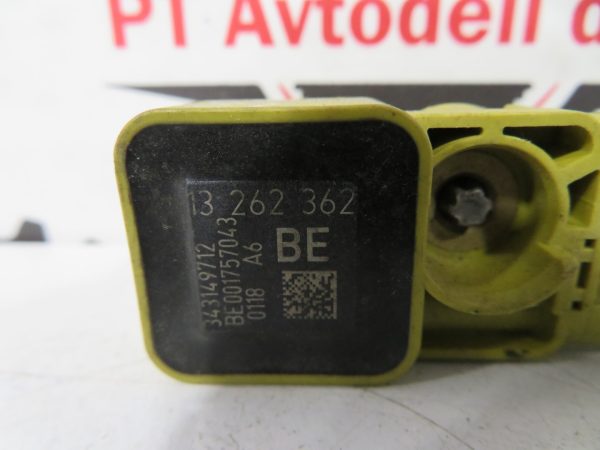 PT Avtodeli d
13 262 362
BE
343149712
BE001757043
0118 A6